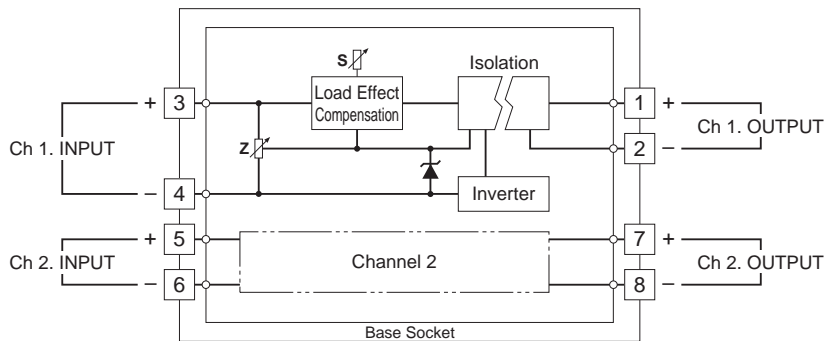 S
Isolation
Load Effect
Compensation
+ 3
1 +
Ch 1. INPUT
Ch 1. OUTPUT
Z
2 −
− 4
Inverter
+ 5
7 +
Ch 2. INPUT
Channel 2
Ch 2. OUTPUT
− 6
8 −
Base Socket